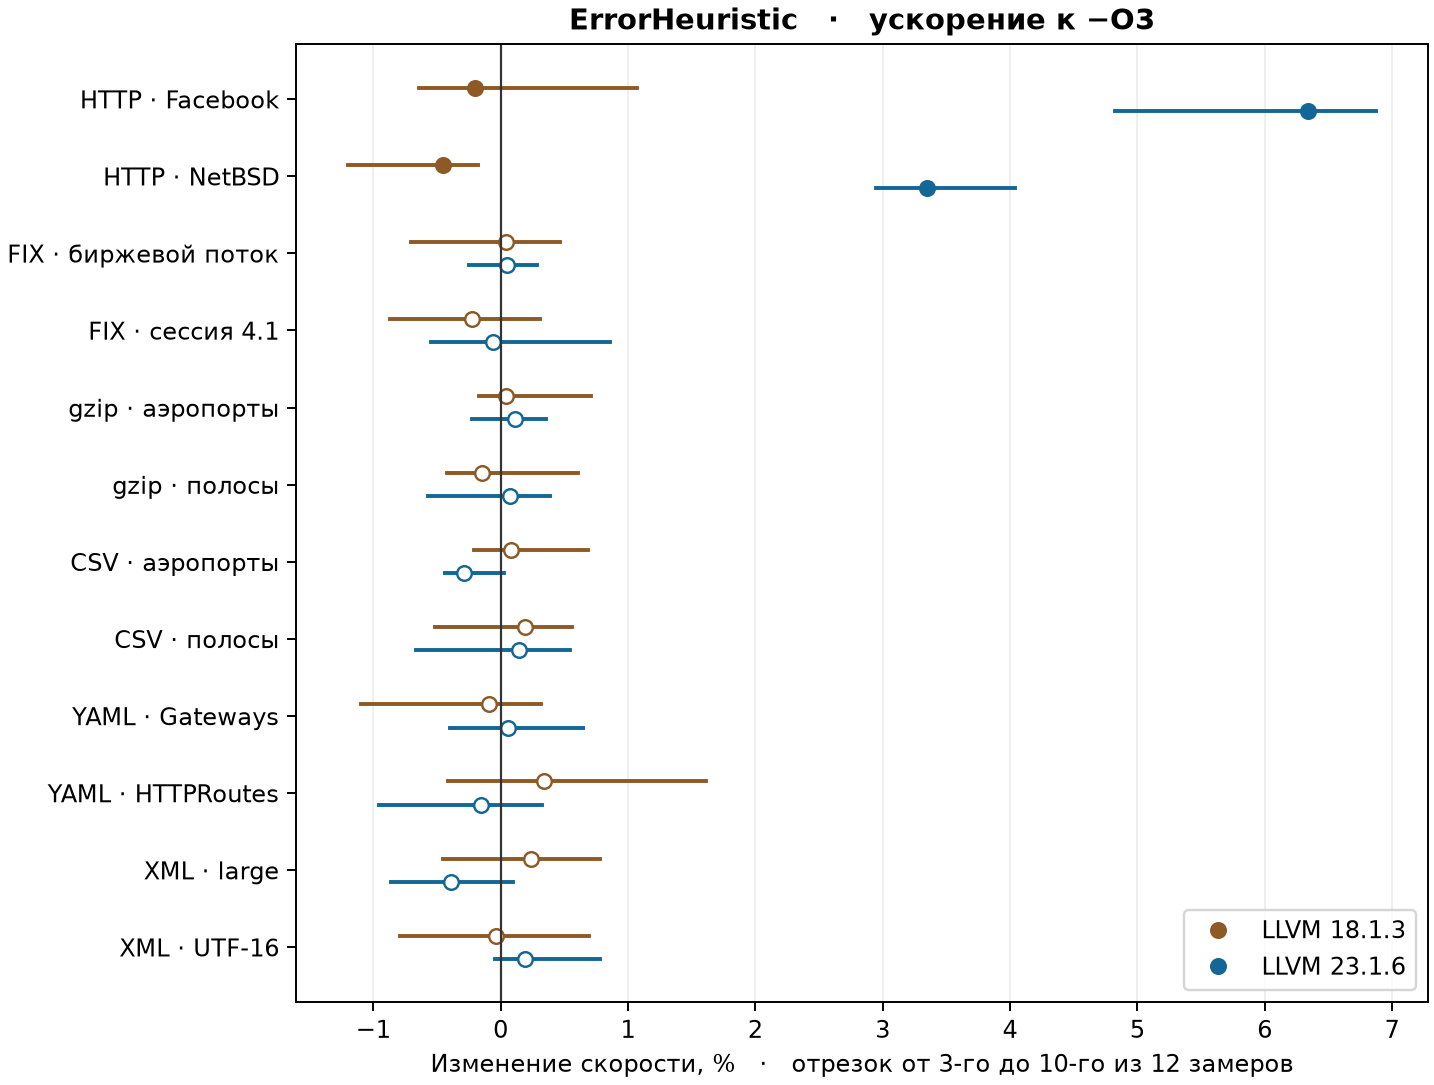 ErrorHeuristic · ускорение к −O3
HTTP · Facebook
HTTP · NetBSD
FIX · биржевой поток
FIX · сессия 4.1
gzip · аэропорты
gzip · полосы
CSV · аэропорты
CSV · полосы
YAML · Gateways
YAML · HTTPRoutes
XML · large
XML · UTF-16
LLVM 18.1.3
LLVM 23.1.6
−1 0 1 2 3 4 5 6 7
Изменение скорости, % · отрезок от 3-го до 10-го из 12 замеров